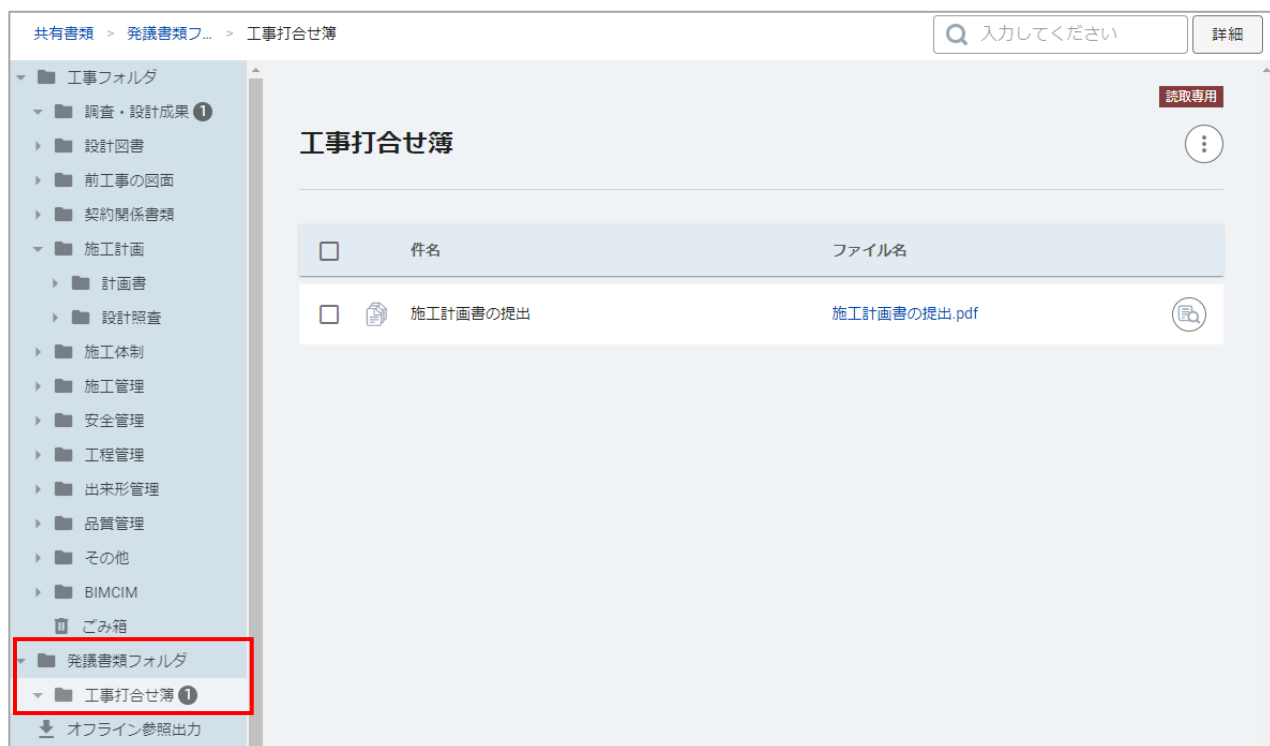 共有書類 > 発議書類フ... > 工事打合せ簿
入力してください
詳細
工事フォルダ
調査・設計成果 1
設計図書
前工事の図面
契約関係書類
施工計画
計画書
設計照査
施工体制
施工管理
安全管理
工程管理
出来形管理
品質管理
その他
BIMCIM
ごみ箱
発議書類フォルダ
工事打合せ簿 1
オフライン参照出力
読取専用
工事打合せ簿
件名 ファイル名
施工計画書の提出 施工計画書の提出.pdf